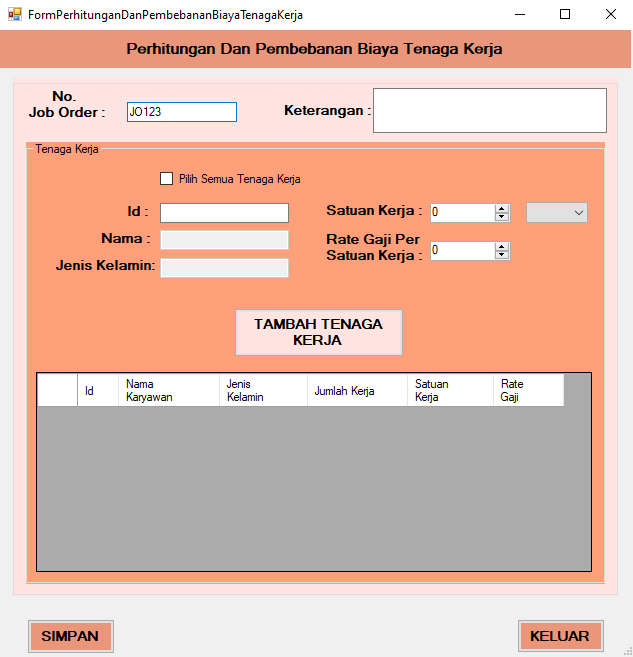 FormPerhitunganDanPembebananBiayaTenagaKerja
Perhitungan Dan Pembebanan Biaya Tenaga Kerja
No.
Job Order :
JO123
Keterangan :
Tenaga Kerja
Pilih Semua Tenaga Kerja
Id :
Satuan Kerja :
0
Nama :
Rate Gaji Per
Satuan Kerja :
0
Jenis Kelamin:
TAMBAH TENAGA
KERJA
Id
Nama
Karyawan
Jenis
Kelamin
Jumlah Kerja
Satuan
Kerja
Rate
Gaji
SIMPAN
KELUAR